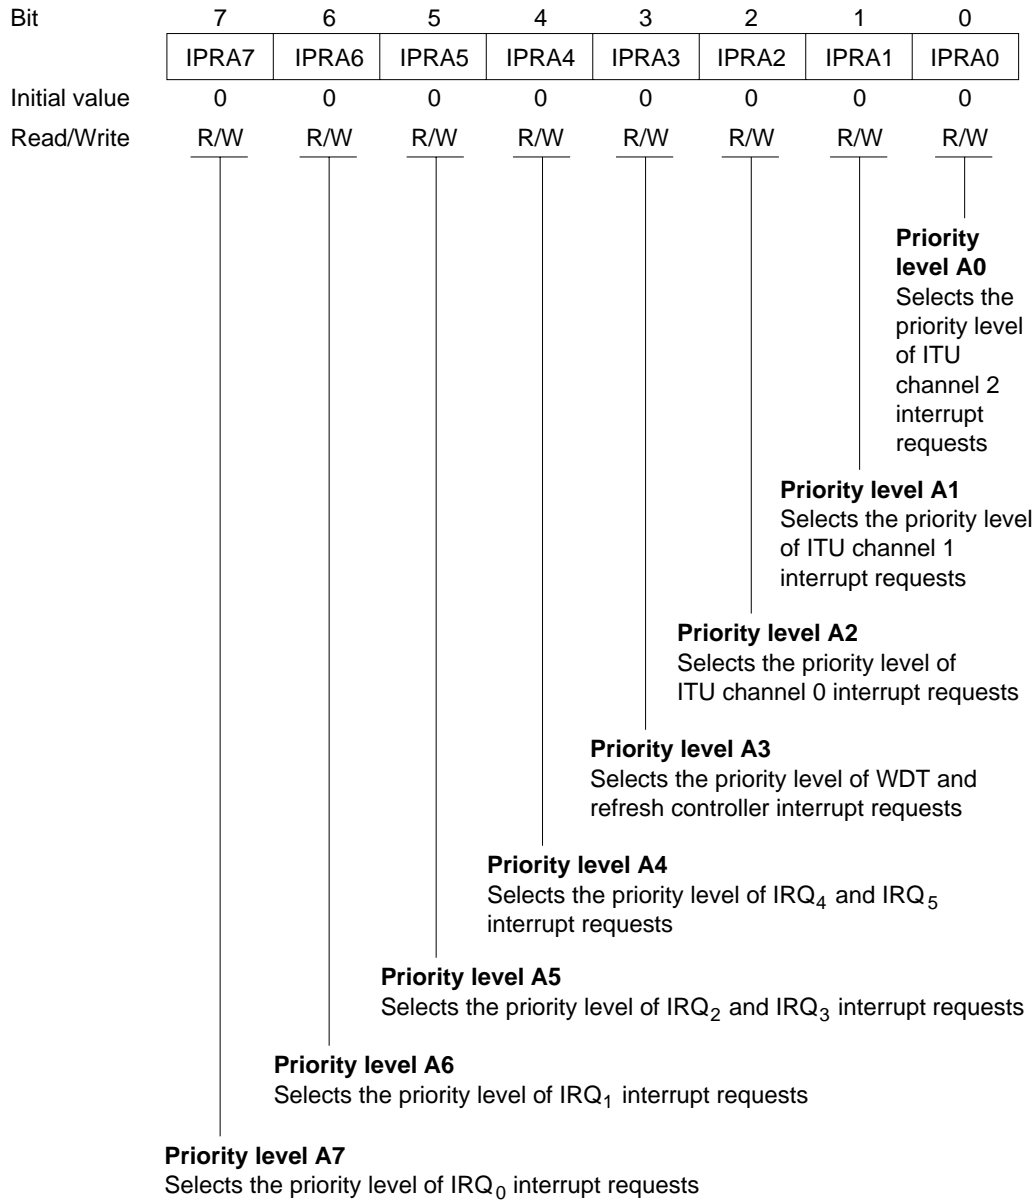 Bit 7 6 5 4 3 2 1 0
IPRA7 IPRA6 IPRA5 IPRA4 IPRA3 IPRA2 IPRA1 IPRA0
Initial value 0 0 0 0 0 0 0 0
Read/Write R/W R/W R/W R/W R/W R/W R/W R/W
Priority
level A0
Selects the
priority level
of ITU
channel 2
interrupt
requests
Priority level A1
Selects the priority level
of ITU channel 1
interrupt requests
Priority level A2
Selects the priority level of
ITU channel 0 interrupt requests
Priority level A3
Selects the priority level of WDT and
refresh controller interrupt requests
Priority level A4
Selects the priority level of IRQ₄ and IRQ₅
interrupt requests
Priority level A5
Selects the priority level of IRQ₂ and IRQ₃ interrupt requests
Priority level A6
Selects the priority level of IRQ₁ interrupt requests
Priority level A7
Selects the priority level of IRQ₀ interrupt requests